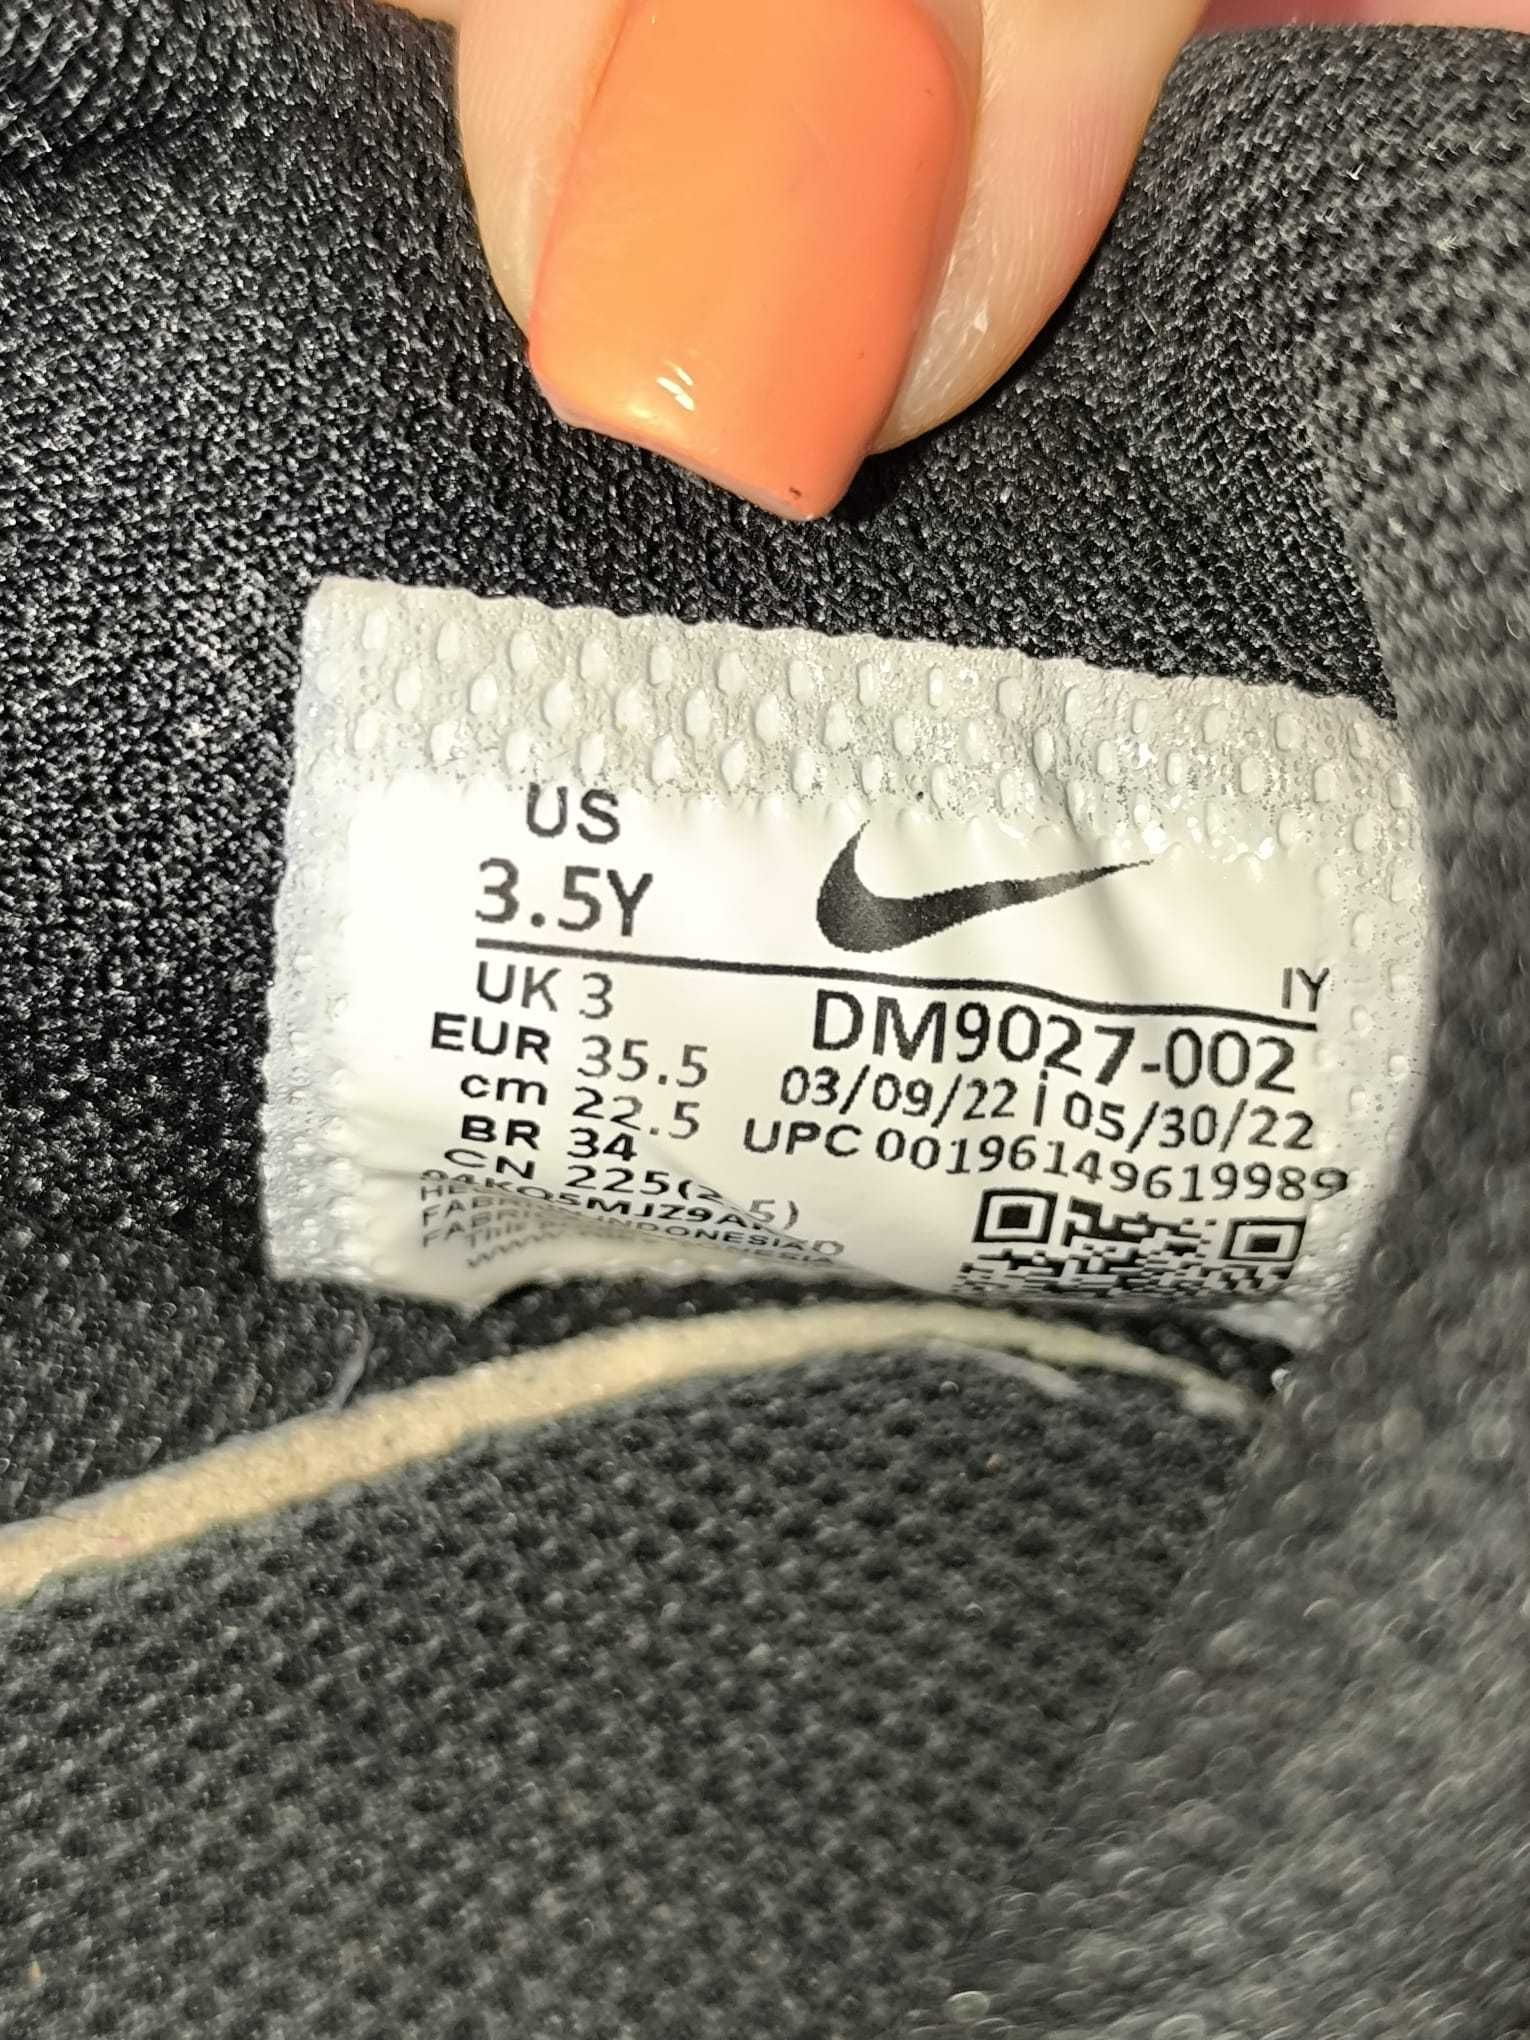 US
3.5Y
IY
UK 3
EUR 35.5
cm 22.5
BR 34
CN 225(2 5)
DM9027-002
03/09/22 | 05/30/22
UPC 00196149619989
INDONESIA